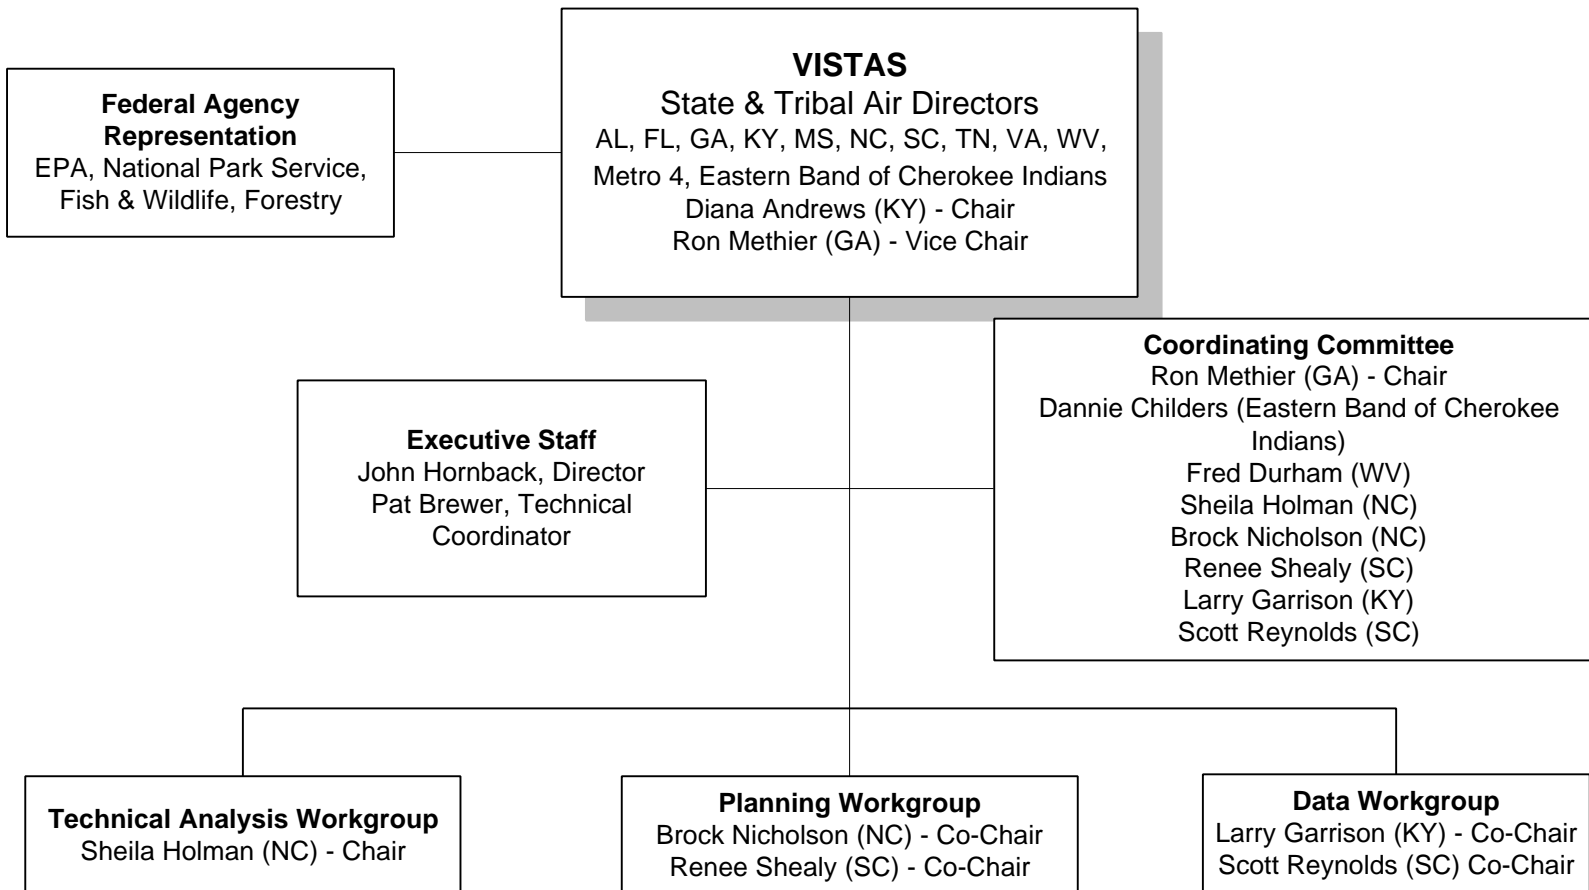 Federal Agency
Representation
EPA, National Park Service,
Fish & Wildlife, Forestry
VISTAS
State & Tribal Air Directors
AL, FL, GA, KY, MS, NC, SC, TN, VA, WV,
Metro 4, Eastern Band of Cherokee Indians
Diana Andrews (KY) - Chair
Ron Methier (GA) - Vice Chair
Executive Staff
John Hornback, Director
Pat Brewer, Technical
Coordinator
Coordinating Committee
Ron Methier (GA) - Chair
Dannie Childers (Eastern Band of Cherokee
Indians)
Fred Durham (WV)
Sheila Holman (NC)
Brock Nicholson (NC)
Renee Shealy (SC)
Larry Garrison (KY)
Scott Reynolds (SC)
Technical Analysis Workgroup
Sheila Holman (NC) - Chair
Planning Workgroup
Brock Nicholson (NC) - Co-Chair
Renee Shealy (SC) - Co-Chair
Data Workgroup
Larry Garrison (KY) - Co-Chair
Scott Reynolds (SC) Co-Chair